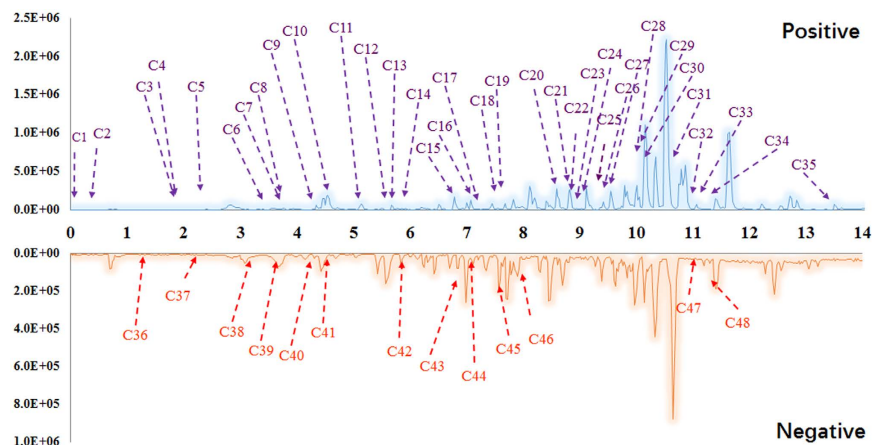 2.5E+06
Positive
2.0E+06
1.5E+06
1.0E+06
5.0E+05
0.0E+00
C1
C2
C3
C4
C5
C6
C7
C8
C9
C10
C11
C12
C13
C14
C15
C16
C17
C18
C19
C20
C21
C22
C23
C24
C25
C26
C27
C28
C29
C30
C31
C32
C33
C34
C35
0 1 2 3 4 5 6 7 8 9 10 11 12 13 14
0.0E+00
2.0E+05
4.0E+05
6.0E+05
8.0E+05
1.0E+06
C36
C37
C38
C39
C40
C41
C42
C43
C44
C45
C46
C47
C48
Negative